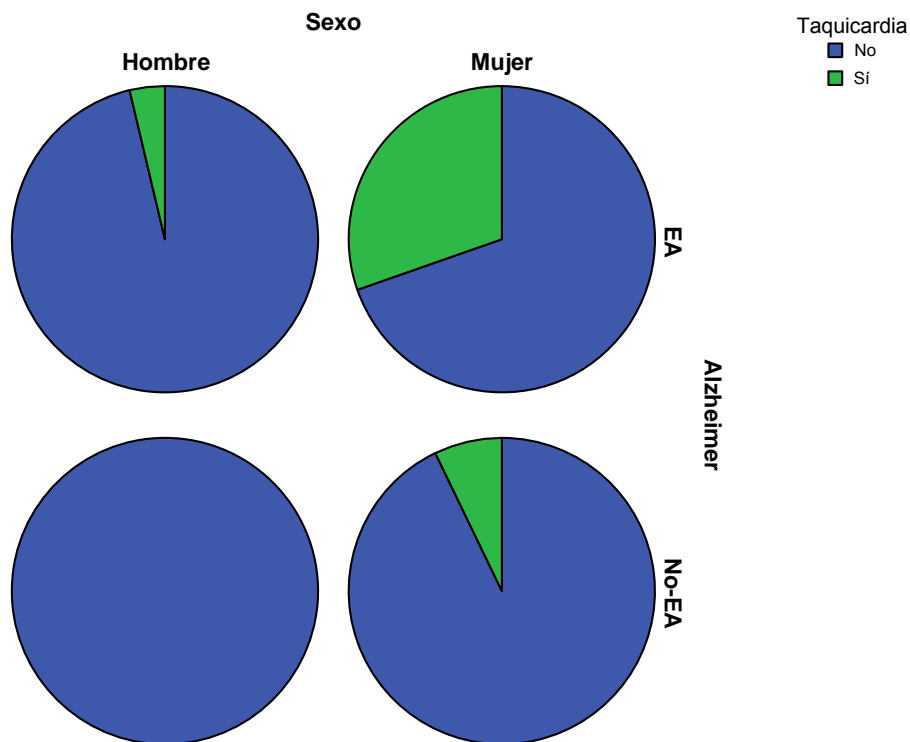 Sexo
Hombre
Mujer
Taquicardia
No
Sí
EA
Alzheimer
No-EA